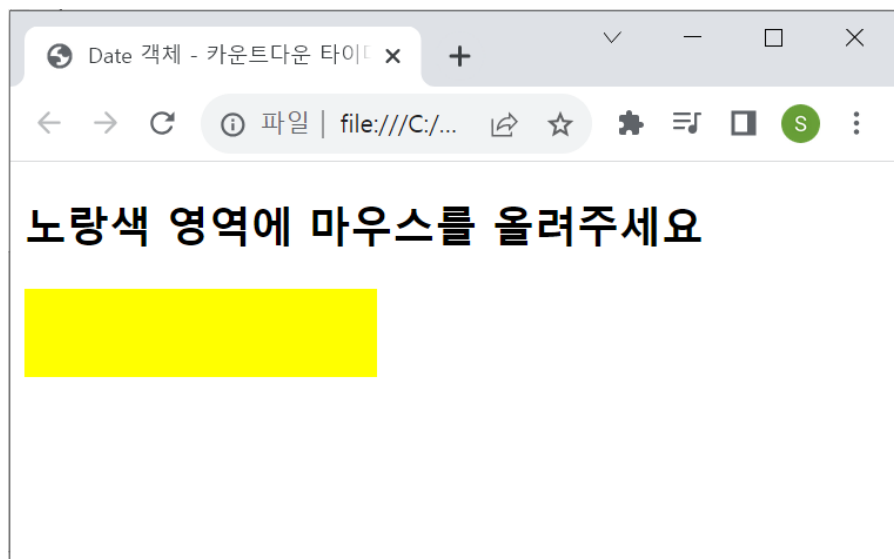 Date 객체 - 카운트다운 타이
파일 | file:///C:/...
S
노랑색 영역에 마우스를 올려주세요